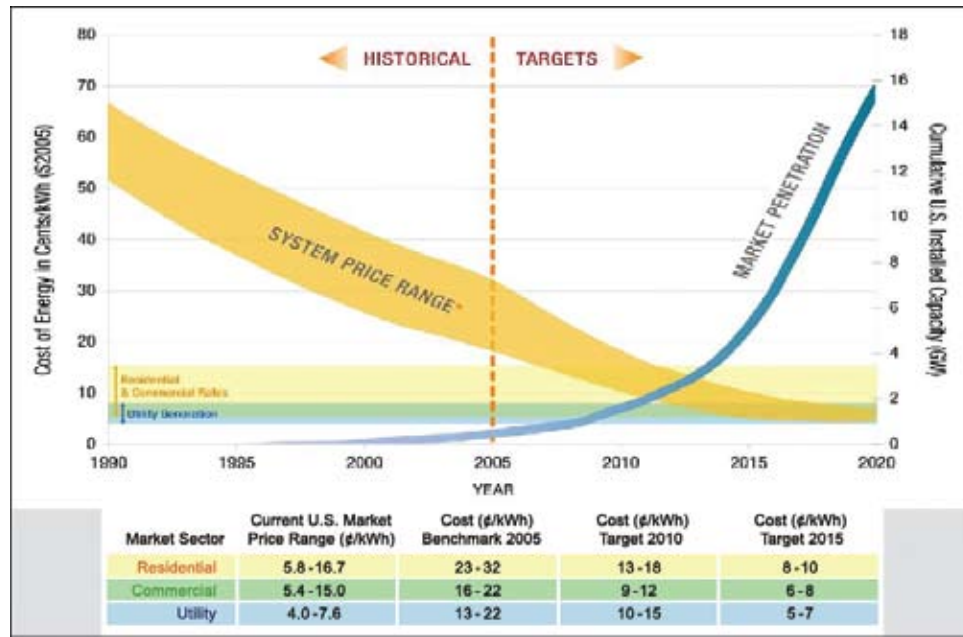 HISTORICAL
TARGETS
80
70
60
50
40
30
20
10
0
Cost of Energy in Cents/kWh ($2005)
18
16
14
12
10
8
6
4
2
0
Cumulative U.S. Installed Capacity (GW)
SYSTEM PRICE RANGE*
MARKET PENETRATION
Residential
& Commercial Rates
Utility Generation
1990 1995 2000 2005 2010 2015 2020
YEAR
Market Sector
Current U.S. Market
Price Range (¢/kWh)
Cost (¢/kWh)
Benchmark 2005
Cost (¢/kWh)
Target 2010
Cost (¢/kWh)
Target 2015
Residential 5.8-16.7 23-32 13-18 8-10
Commercial 5.4-15.0 16-22 9-12 6-8
Utility 4.0-7.6 13-22 10-15 5-7